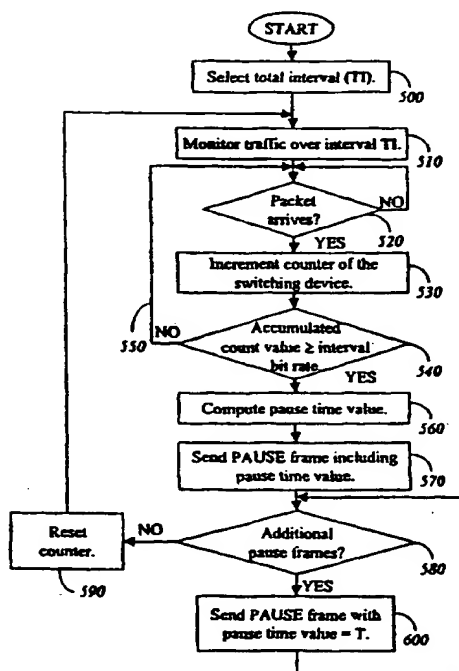 START
Select total interval (TI).
500
Monitor traffic over interval TI.
510
Packet
arrives?
NO
520
YES
Increment counter of the
switching device.
530
550
NO
Accumulated
count value ≥ interval
bit rate
540
YES
Compute pause time value.
560
Send PAUSE frame including
pause time value.
570
Reset
counter.
590
NO
Additional
pause frames?
580
YES
Send PAUSE frame with
pause time value = T.
600